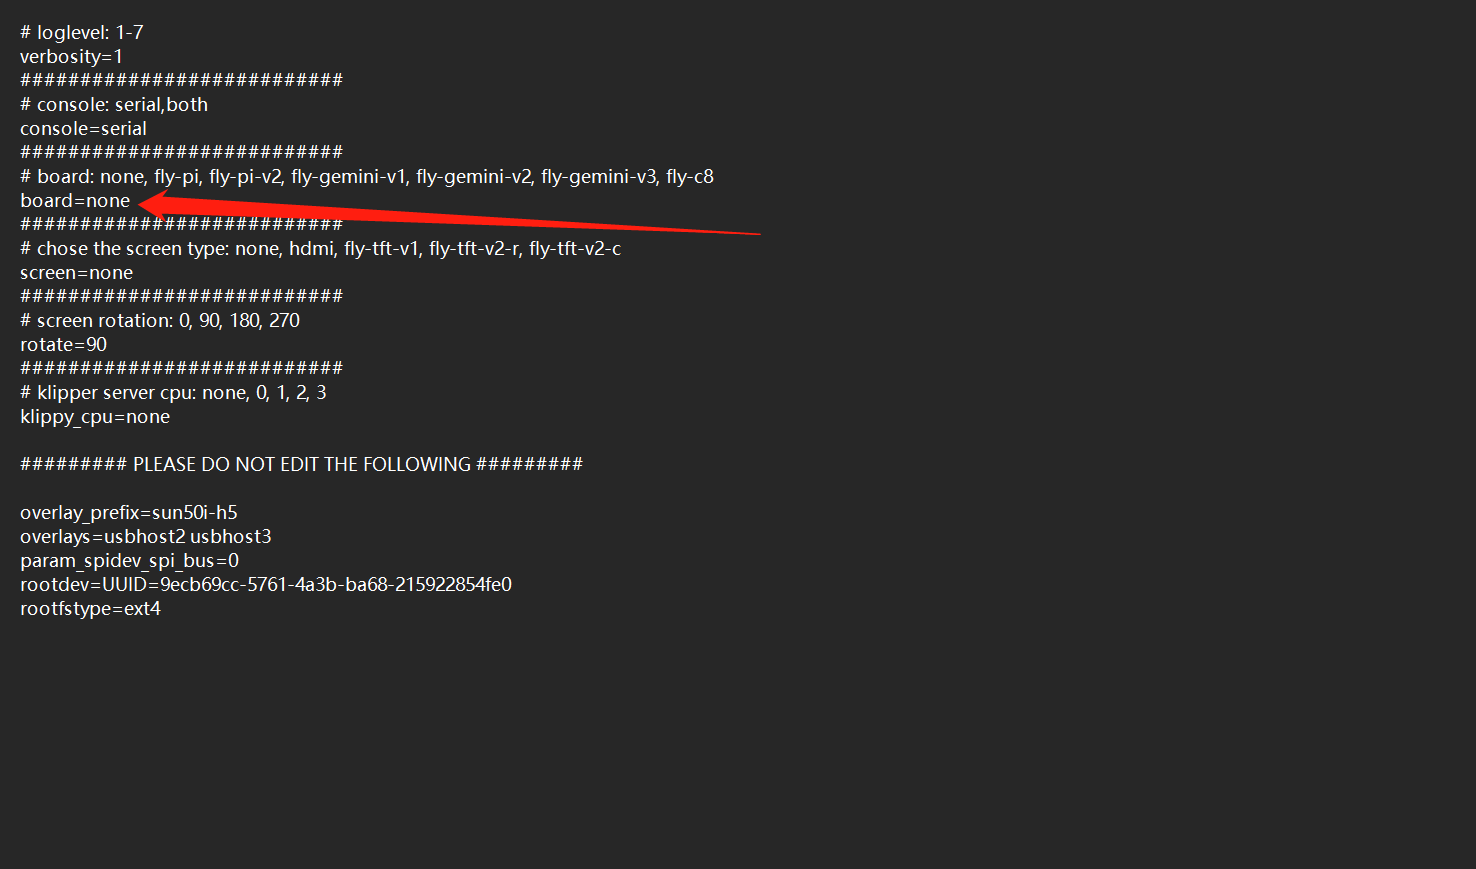 # loglevel: 1-7
verbosity=1
###########################
# console: serial,both
console=serial
###########################
# board: none, fly-pi, fly-pi-v2, fly-gemini-v1, fly-gemini-v2, fly-gemini-v3, fly-c8
board=none
###########################
# chose the screen type: none, hdmi, fly-tft-v1, fly-tft-v2-r, fly-tft-v2-c
screen=none
###########################
# screen rotation: 0, 90, 180, 270
rotate=90
###########################
# klipper server cpu: none, 0, 1, 2, 3
klippy_cpu=none
######### PLEASE DO NOT EDIT THE FOLLOWING #########
overlay_prefix=sun50i-h5
overlays=usbhost2 usbhost3
param_spidev_spi_bus=0
rootdev=UUID=9ecb69cc-5761-4a3b-ba68-215922854fe0
rootfstype=ext4